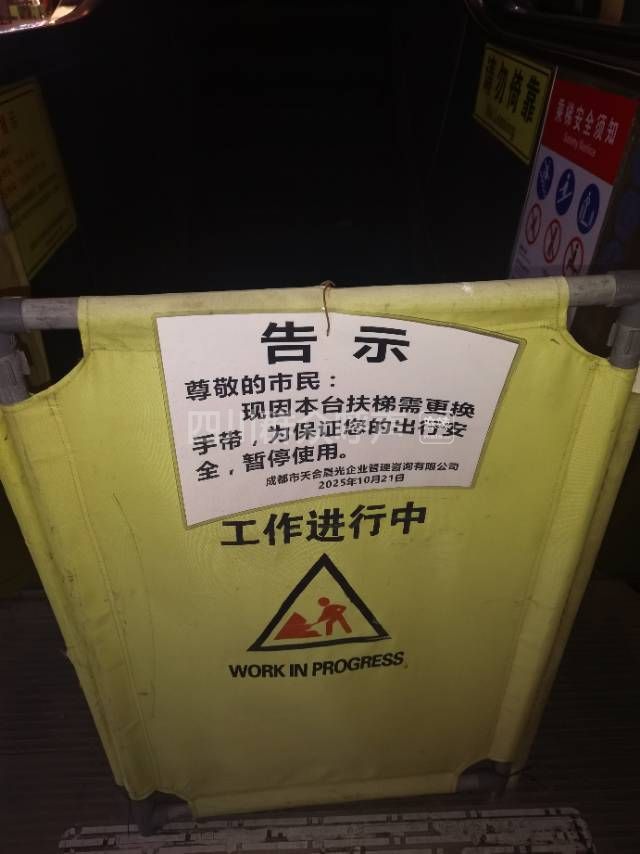 请勿倚靠
乘梯安全须知
Safety Notice
告示
尊敬的市民：
现因本台扶梯需更换
手带，为保证您的出行安
全，暂停使用。
成都市天合晟光企业管理咨询有限公司
2025年10月21日
工作进行中
WORK IN PROGRESS